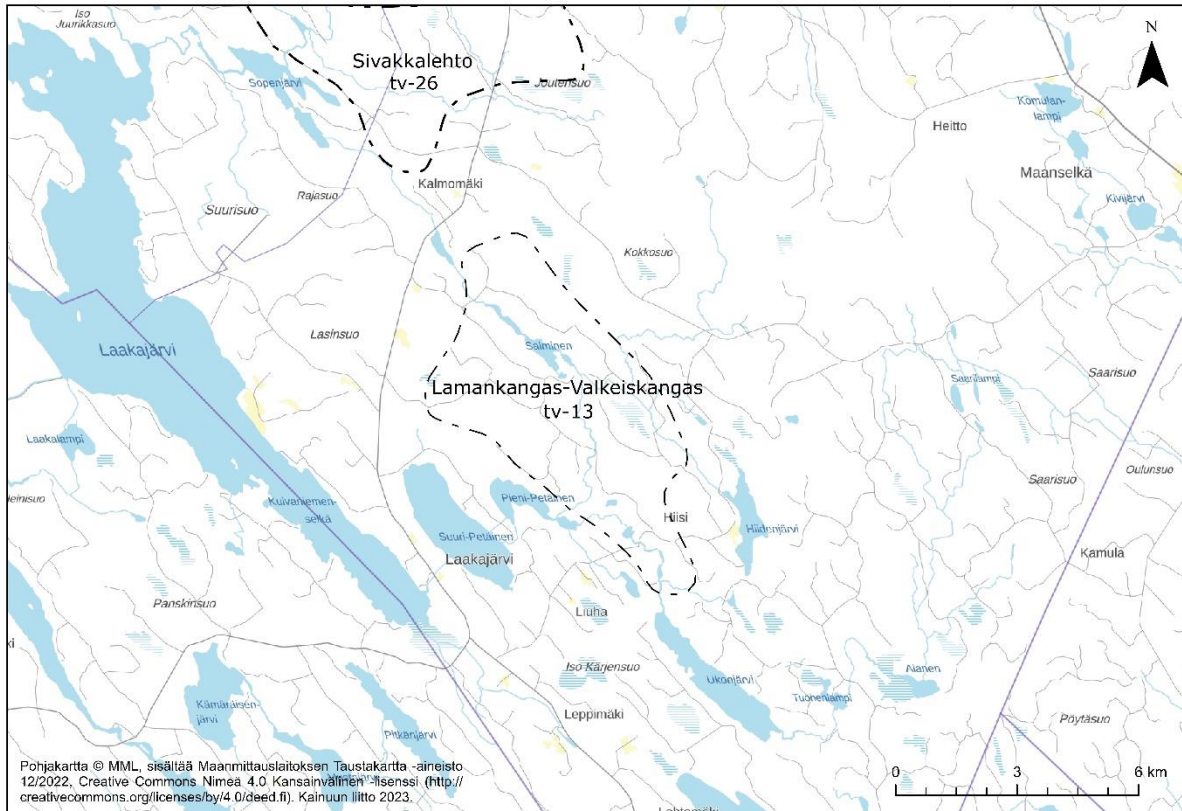 Iso
Juurikkasuo
N
Sivakkalehto
tv-26
Sopenjärvi
Joutensuo
Komulan-
lampi
Heitto
Maanselkä
Kalmomäki
Rajasuo
Suurisuo
Kivijärvi
Kokkosuo
Lasinsuo
Laakajärvi
Salminen
Saarisuo
Saarilampi
Lamankangas-Valkeiskangas
tv-13
Laakalampi
Oulunsuo
Saarisuo
Kuivaniemen-
selkä
Pieni-Petäinen
Hiisi
Hiidenjärvi
Suuri-Petäinen
Laakajärvi
Kamula
Panskinsuo
Liuha
Iso Kärjensuo
Ukonjärvi
Alanen
Tuohenlampi
Kämäräisen-
järvi
Leppimäki
Pöytäsuo
Pitkänjärvi
Pohjakartta © MML, sisältää Maanmittauslaitoksen Taustakartta -aineisto
12/2022, Creative Commons Nimeä 4.0 Kansainvälinen -lisenssi (http://
creativecommons.org/licenses/by/4.0/deed.fi). Kainuun liitto 2023.
0 3 6 km